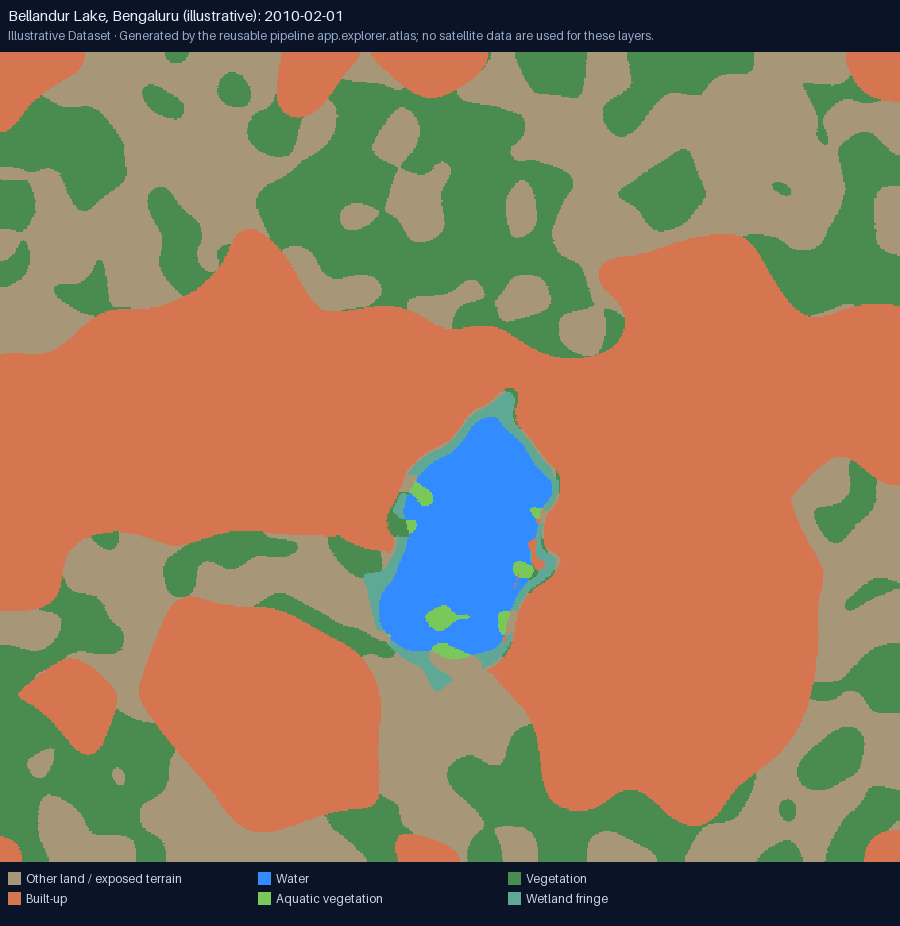 Bellandur Lake, Bengaluru (illustrative): 2010-02-01
Illustrative Dataset · Generated by the reusable pipeline app.explorer.atlas; no satellite data are used for these layers.
Other land / exposed terrain
Water
Vegetation
Built-up
Aquatic vegetation
Wetland fringe